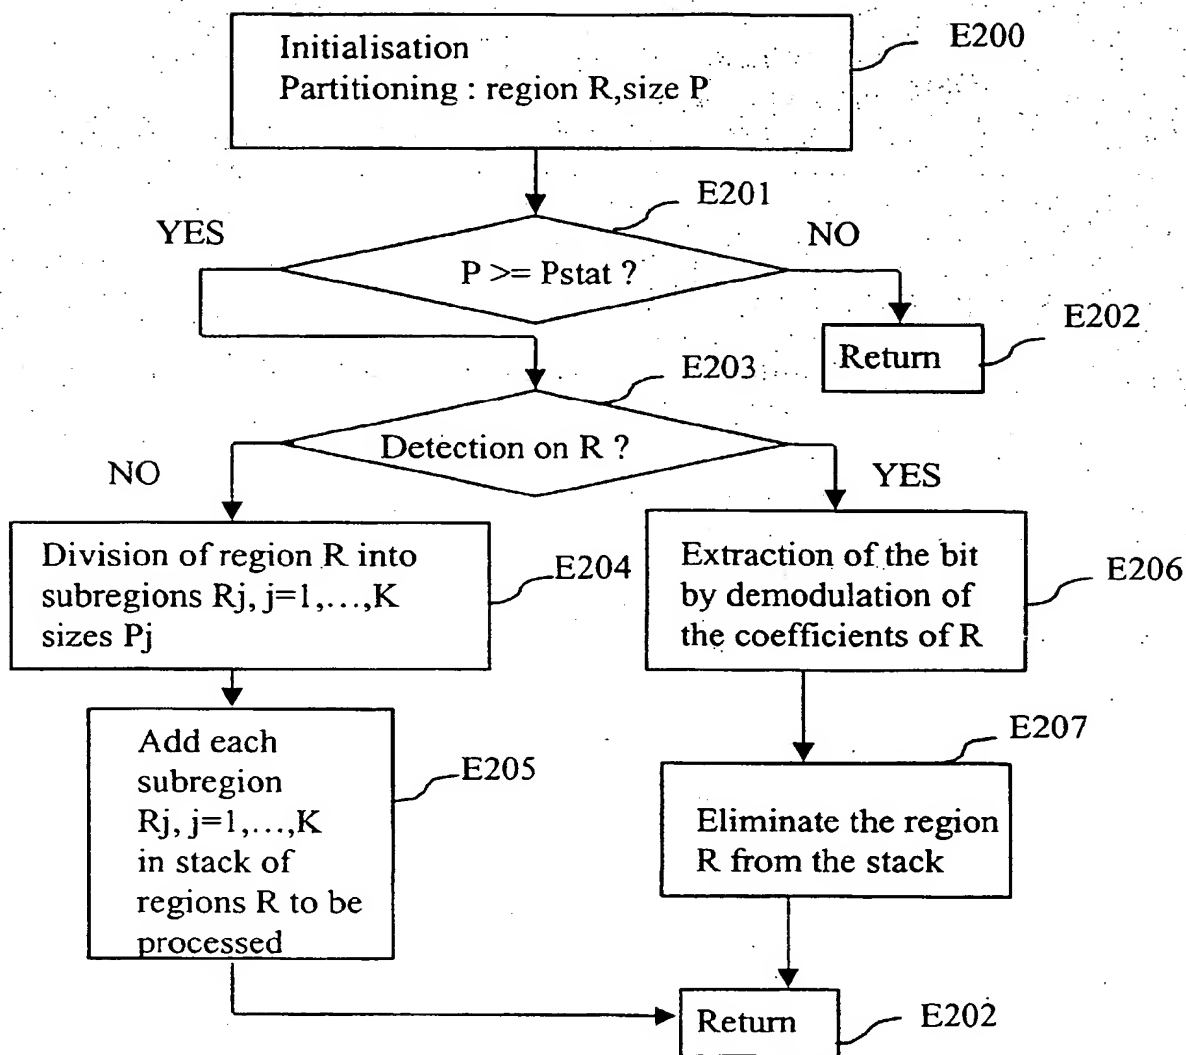 Initialisation
Partitioning : region R,size P
E200
E201
YES
NO
P >= Pstat ?
E202
Return
E203
Detection on R ?
NO
YES
Division of region R into
subregions Rj, j=1,...,K
sizes Pj
E204
Extraction of the bit
by demodulation of
the coefficients of R
E206
Add each
subregion
Rj, j=1,...,K
in stack of
regions R to be
processed
E205
E207
Eliminate the region
R from the stack
Return
E202